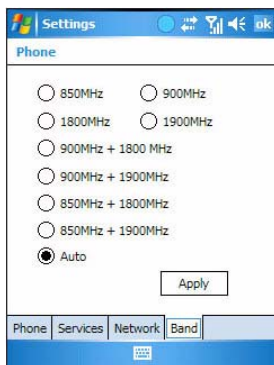 Settings ok
Phone
850MHz 900MHz
1800MHz 1900MHz
900MHz + 1800 MHz
900MHz + 1900MHz
850MHz + 1800MHz
850MHz + 1900MHz
Auto
Apply
Phone Services Network Band